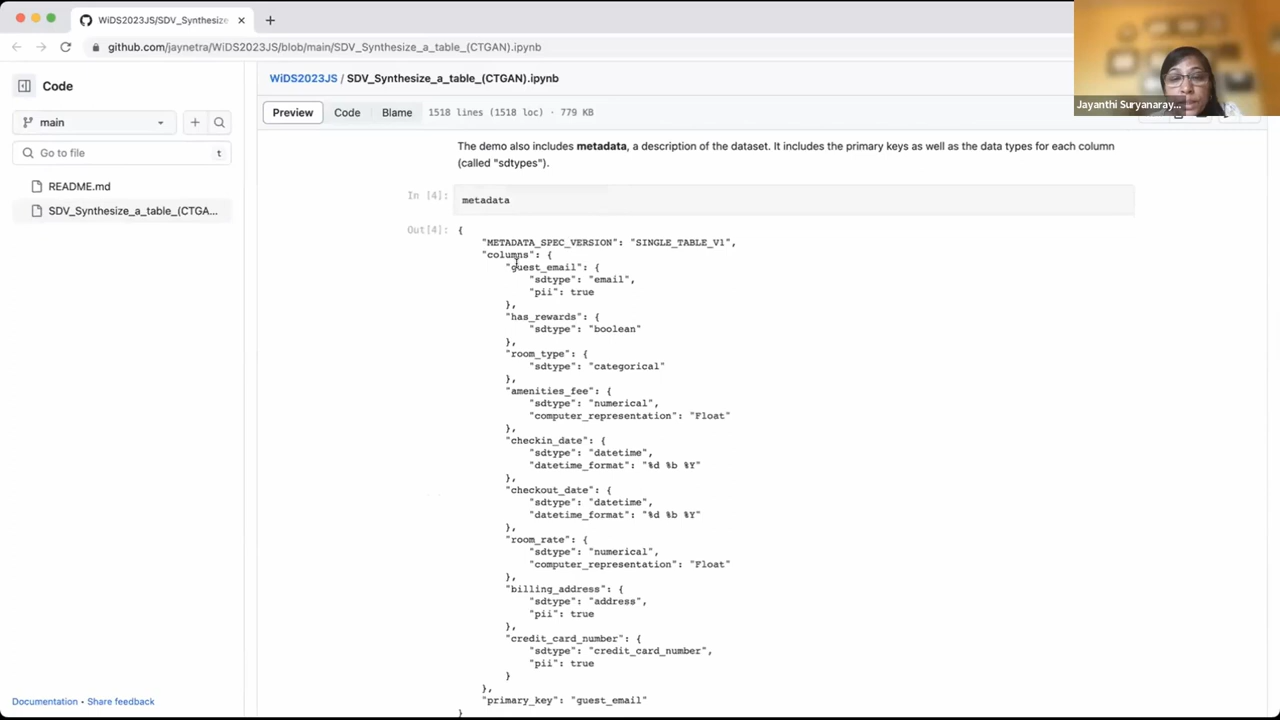 WiDS2023JS/SDV_Synthesize
github.com/jaynetra/WiDS2023JS/blob/main/SDV_Synthesize_a_table_(CTGAN).ipynb
Jayanthi Suryanaray...
Code
main
Go to file
t
README.md
SDV_Synthesize_a_table_(CTGA...
WiDS2023JS / SDV_Synthesize_a_table_(CTGAN).ipynb
Preview Code Blame 1518 lines (1518 loc) · 779 KB
The demo also includes metadata, a description of the dataset. It includes the primary keys as well as the data types for each column
(called "sdtypes").
In [4]: metadata
Out[4]: {
"METADATA_SPEC_VERSION": "SINGLE_TABLE_V1",
"columns": {
"guest_email": {
"sdtype": "email",
"pii": true
},
"has_rewards": {
"sdtype": "boolean"
},
"room_type": {
"sdtype": "categorical"
},
"amenities_fee": {
"sdtype": "numerical",
"computer_representation": "Float"
},
"checkin_date": {
"sdtype": "datetime",
"datetime_format": "%d %b %Y"
},
"checkout_date": {
"sdtype": "datetime",
"datetime_format": "%d %b %Y"
},
"room_rate": {
"sdtype": "numerical",
"computer_representation": "Float"
},
"billing_address": {
"sdtype": "address",
"pii": true
},
"credit_card_number": {
"sdtype": "credit_card_number",
"pii": true
}
},
"primary_key": "guest_email"
}
Documentation • Share feedback